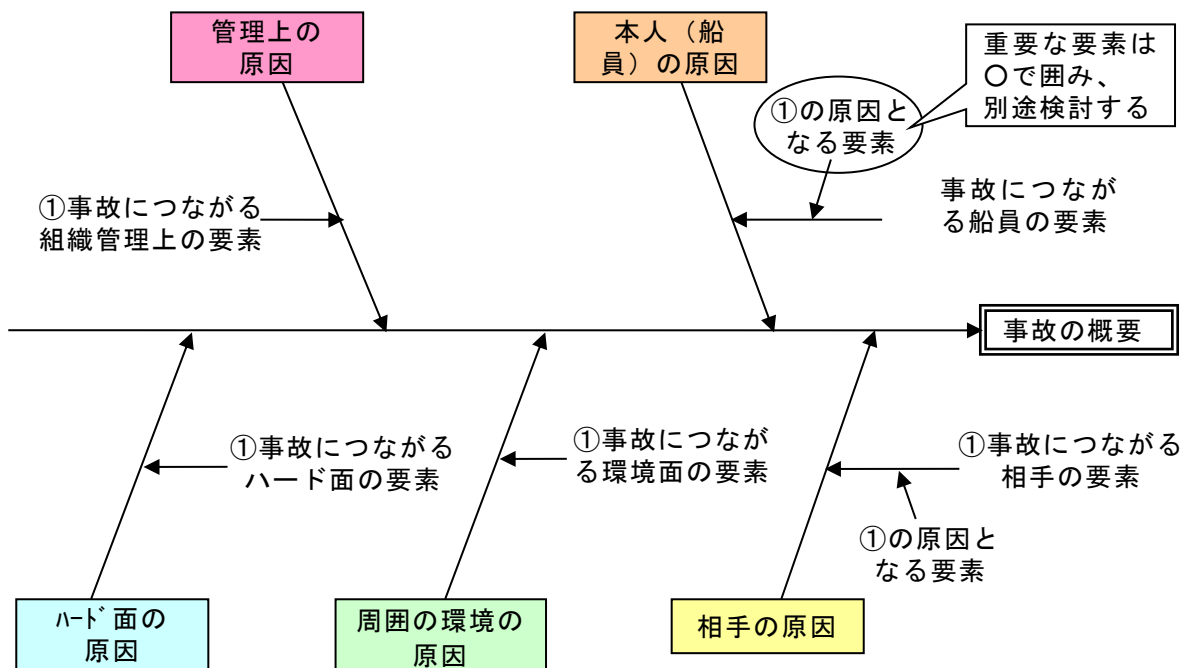 管理上の
原因
本人（船
員）の原因
重要な要素は
〇で囲み、
別途検討する
①の原因と
なる要素
①事故につながる
組織管理上の要素
事故につなが
る船員の要素
事故の概要
①事故につながる
ハード面の要素
①事故につなが
る環境面の要素
①事故につながる
相手の要素
①の原因と
なる要素
ﾊｰﾄﾞ面の
原因
周囲の環境の
原因
相手の原因